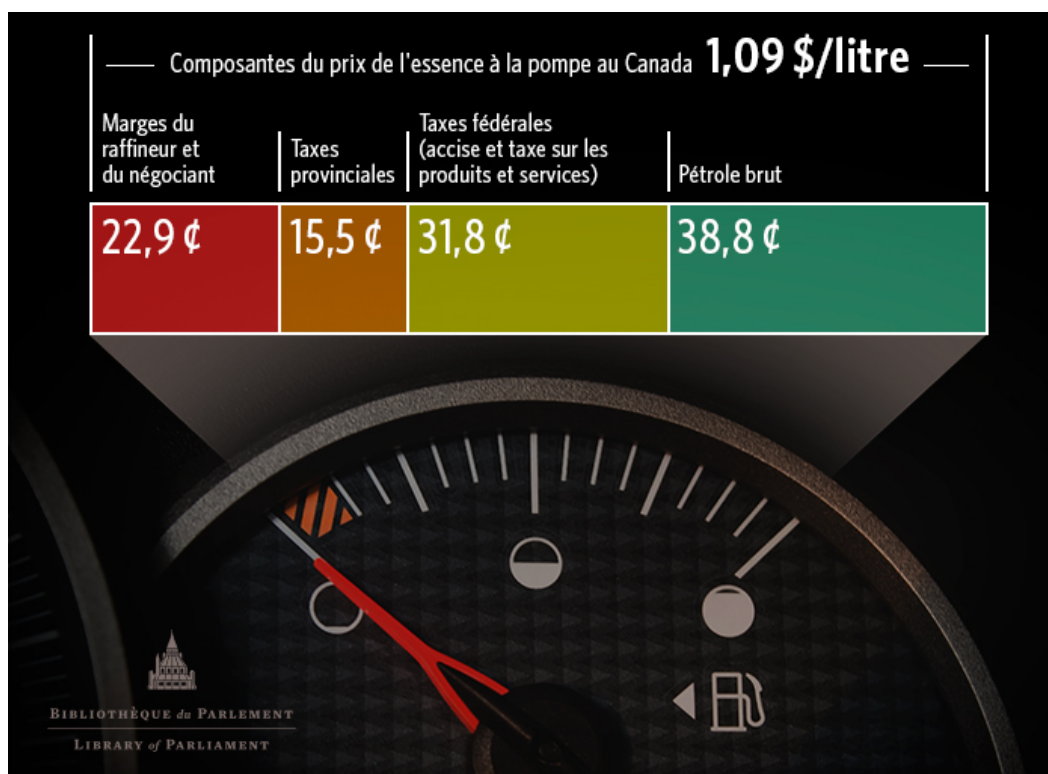 Composantes du prix de l'essence à la pompe au Canada 1,09 $/litre
Marges du
raffineur et
du négociant
Taxes
provinciales
Taxes fédérales
(accise et taxe sur les
produits et services)
Pétrole brut
22,9 ¢
15,5 ¢
31,8 ¢
38,8 ¢
BIBLIOTHÈQUE du PARLEMENT
LIBRARY of PARLIAMENT